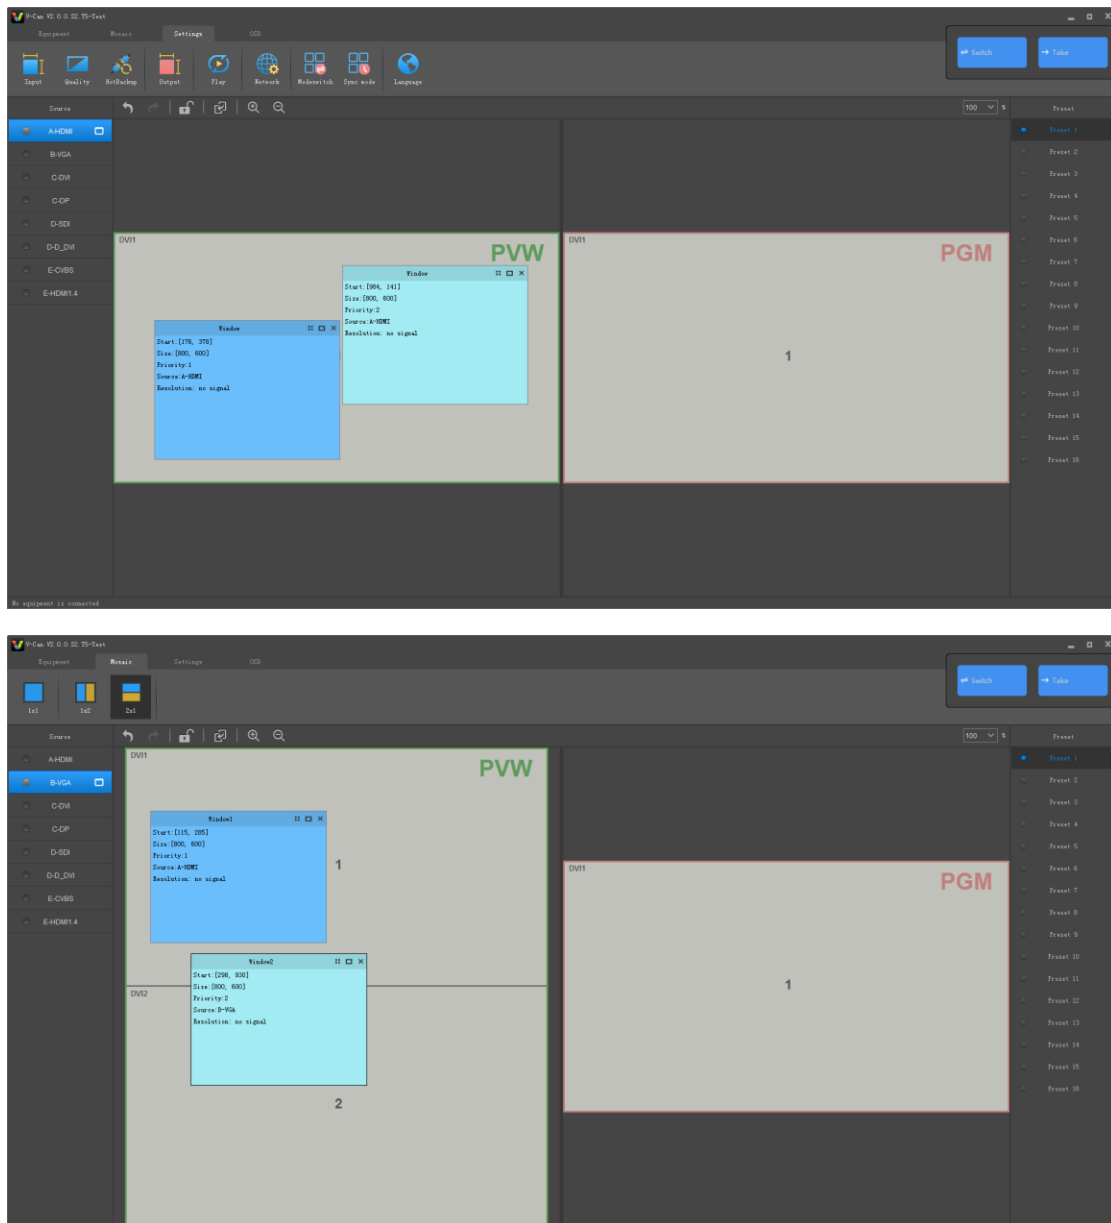 V-Can V2.0.0.S2 T5-Test
Equipment Mosaic Settings OSD
Switch Take
Input Quality HotBackup Output Play Network Modeswitch Sync mode Language
Source 100 % Preset
A-HDMI
B-VGA
C-DVI
C-DP
D-SDI
D-D_DVI
E-CVBS
E-HDMI1.4
DVI1 PVW
Window
Start:[984, 141]
Size:[800, 600]
Priority:2
Source:A-HDMI
Resolution: no signal
Window
Start:[176, 378]
Size:[800, 600]
Priority:1
Source:A-HDMI
Resolution: no signal
DVI1 PGM
1
Preset 1
Preset 2
Preset 3
Preset 4
Preset 5
Preset 6
Preset 7
Preset 8
Preset 9
Preset 10
Preset 11
Preset 12
Preset 13
Preset 14
Preset 15
Preset 16
No equipment is connected
V-Can V2.0.0.S2 T5-Test
Equipment Mosaic Settings OSD
Switch Take
1x1 1x2 2x1
Source 100 % Preset
A-HDMI
B-VGA
C-DVI
C-DP
D-SDI
D-D_DVI
E-CVBS
E-HDMI1.4
DVI1 PVW
Window1
Start:[115, 285]
Size:[800, 600]
Priority:1
Source:A-HDMI
Resolution: no signal
1
Window2
Start:[298, 930]
Size:[800, 600]
Priority:2
Source:B-VGA
Resolution: no signal
DVI2
2
DVI1 PGM
1
Preset 1
Preset 2
Preset 3
Preset 4
Preset 5
Preset 6
Preset 7
Preset 8
Preset 9
Preset 10
Preset 11
Preset 12
Preset 13
Preset 14
Preset 15
Preset 16